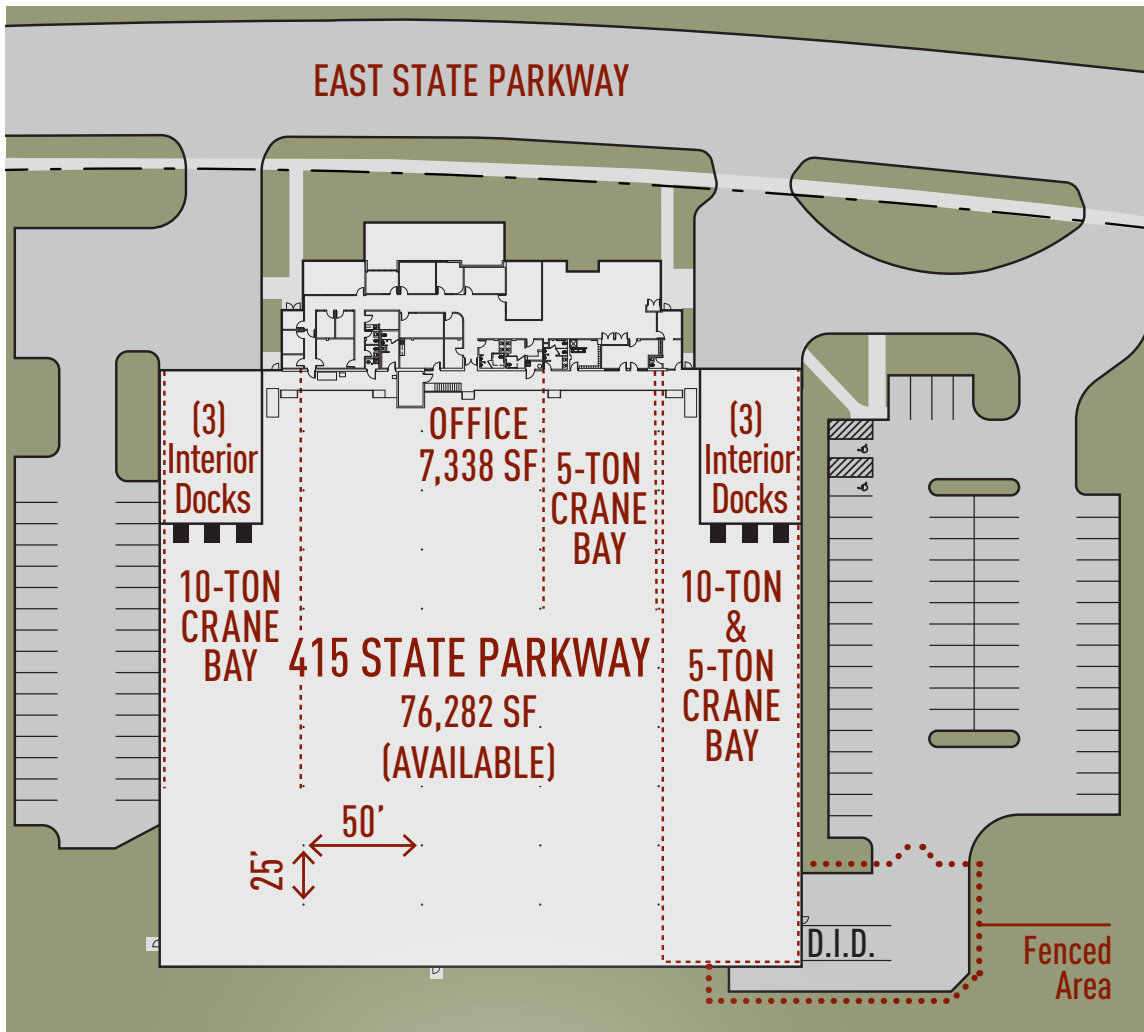 EAST STATE PARKWAY
(3)
Interior
Docks
OFFICE
7,338 SF
5-TON
CRANE
BAY
(3)
Interior
Docks
10-TON
CRANE
BAY
10-TON
&
5-TON
CRANE
BAY
415 STATE PARKWAY
76,282 SF
(AVAILABLE)
50'
25'
D.I.D.
Fenced
Area